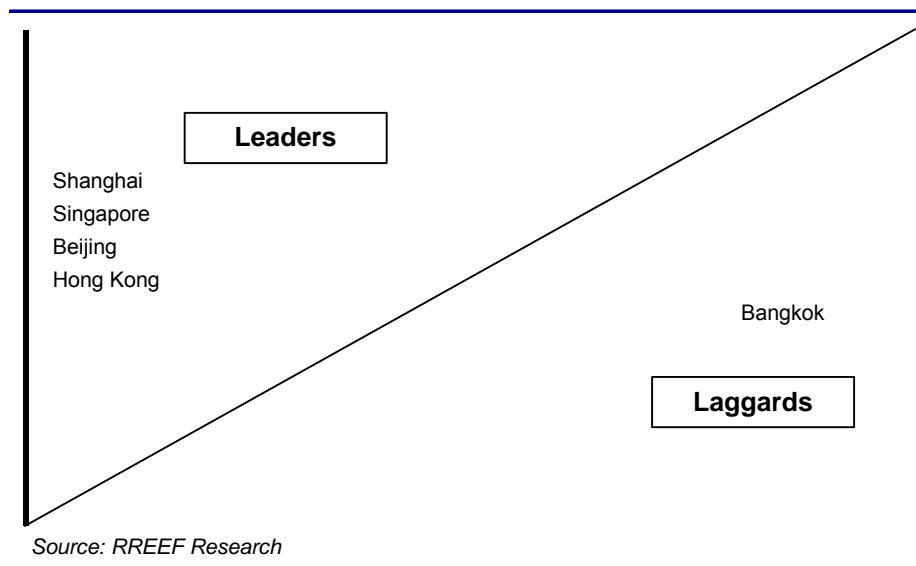 Leaders
Shanghai
Singapore
Beijing
Hong Kong
Bangkok
Laggards
Source: RREEF Research